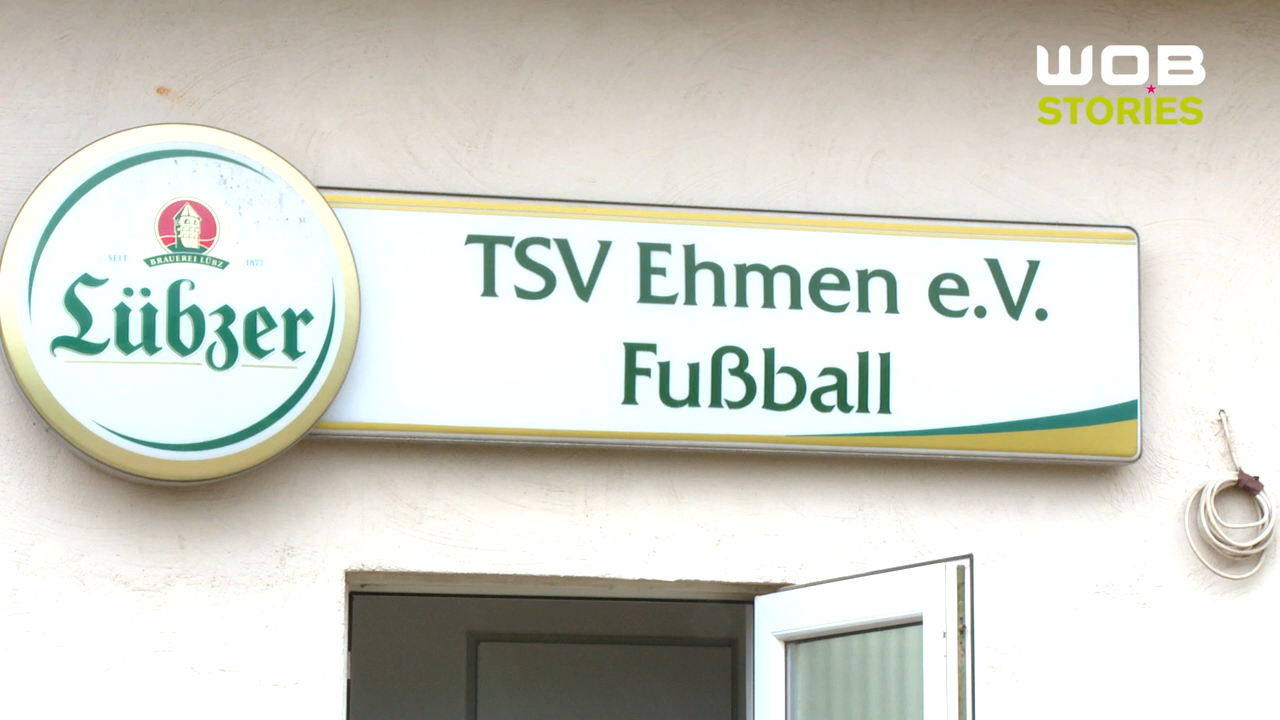 WOB
STORIES
SEIT
BRAUEREI LÜBZ
1877
Lübzer
TSV Ehmen e.V.
Fußball